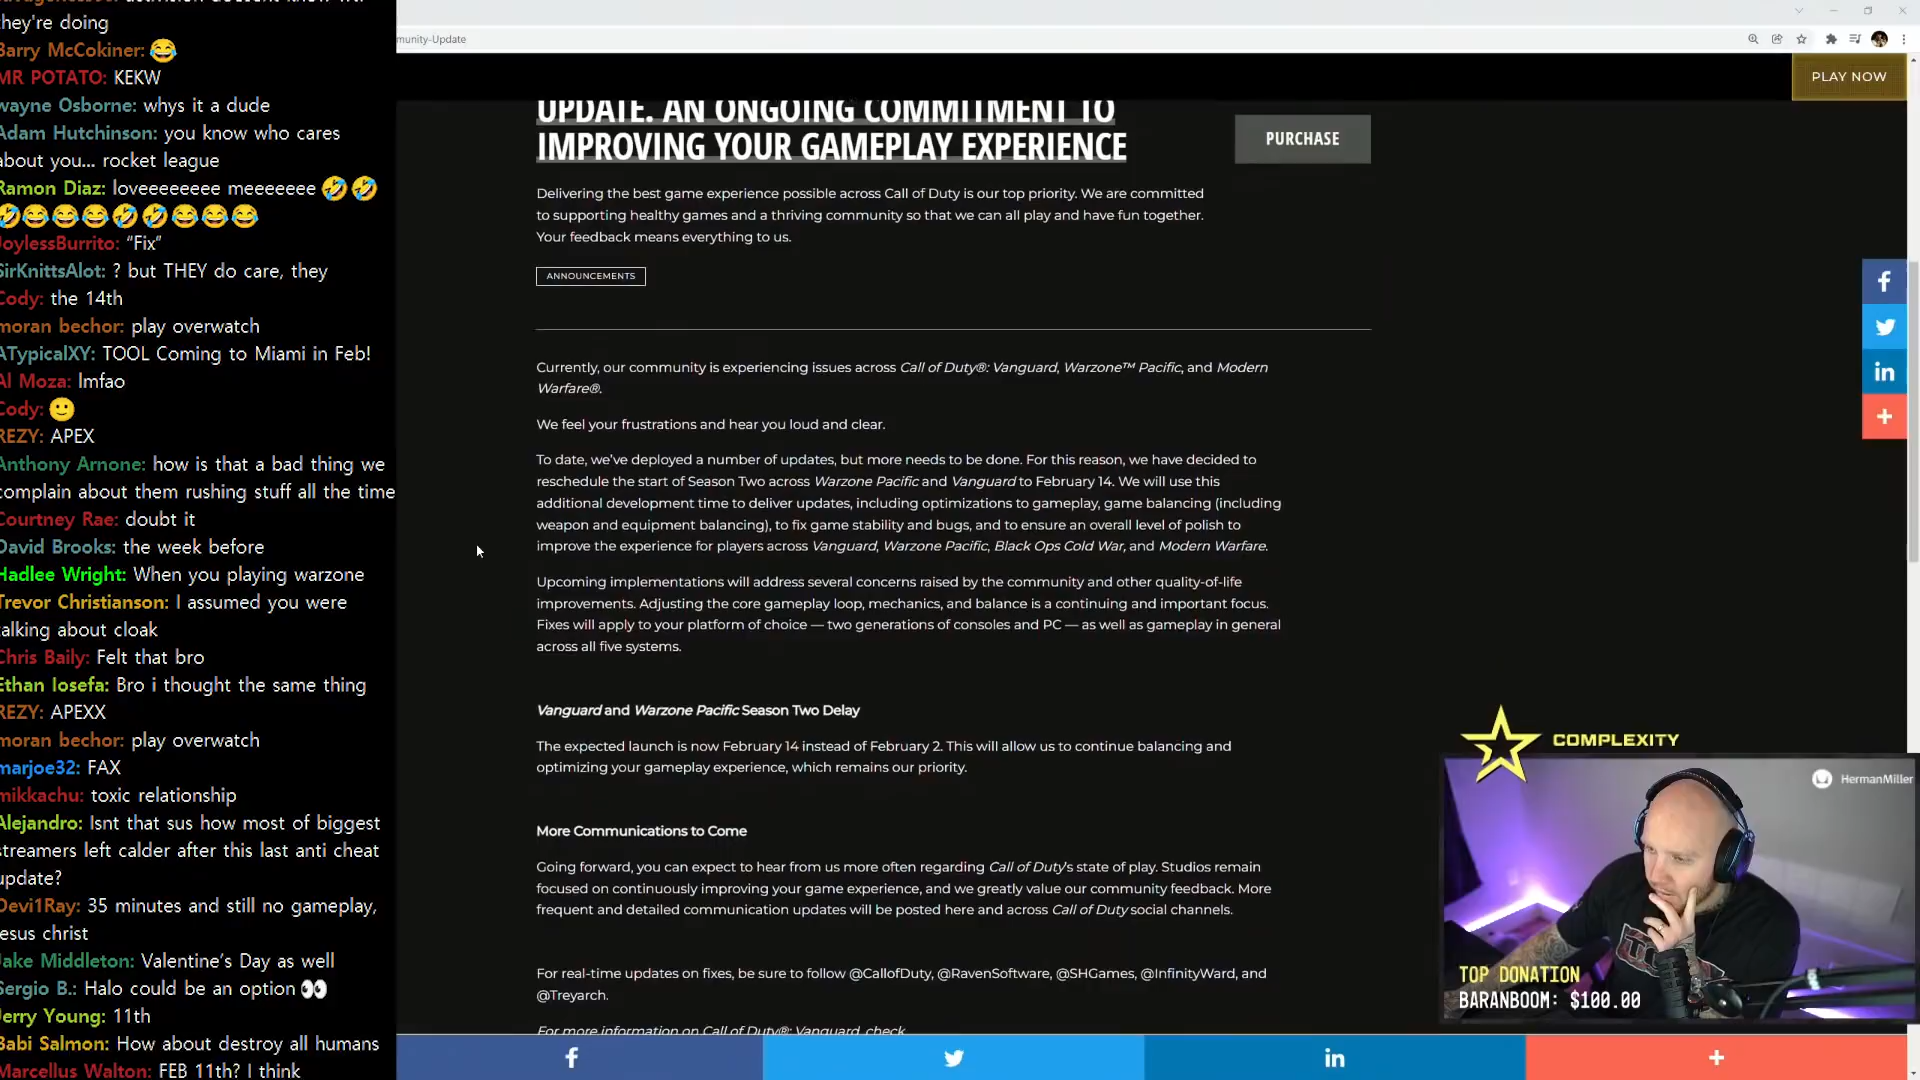 they're doing
Barry McCokiner: 😂
MR POTATO: KEKW
wayne Osborne: whys it a dude
Adam Hutchinson: you know who cares
about you... rocket league
Ramon Diaz: loveeeeeeee meeeeeee 🤣🤣
🤣😂😂😂🤣🤣😂😂😂
JoylessBurrito: “Fix”
SirKnittsAlot: ? but THEY do care, they
Cody: the 14th
moran bechor: play overwatch
ATypicalXY: TOOL Coming to Miami in Feb!
Al Moza: lmfao
Cody: 🙂
REZY: APEX
Anthony Arnone: how is that a bad thing we
complain about them rushing stuff all the time
Courtney Rae: doubt it
David Brooks: the week before
Hadlee Wright: When you playing warzone
Trevor Christianson: I assumed you were
talking about cloak
Chris Baily: Felt that bro
Ethan Iosefa: Bro i thought the same thing
REZY: APEXX
moran bechor: play overwatch
marjoe32: FAX
mikkachu: toxic relationship
Alejandro: Isnt that sus how most of biggest
streamers left calder after this last anti cheat
update?
Devi1Ray: 35 minutes and still no gameplay,
jesus christ
Jake Middleton: Valentine's Day as well
Sergio B.: Halo could be an option 👀
Jerry Young: 11th
Babi Salmon: How about destroy all humans
Marcellus Walton: FEB 11th? I think
munity-Update
PLAY NOW
UPDATE. AN ONGOING COMMITMENT TO
IMPROVING YOUR GAMEPLAY EXPERIENCE
PURCHASE
Delivering the best game experience possible across Call of Duty is our top priority. We are committed
to supporting healthy games and a thriving community so that we can all play and have fun together.
Your feedback means everything to us.
ANNOUNCEMENTS
Currently, our community is experiencing issues across Call of Duty®: Vanguard, Warzone™ Pacific, and Modern
Warfare®.
We feel your frustrations and hear you loud and clear.
To date, we've deployed a number of updates, but more needs to be done. For this reason, we have decided to
reschedule the start of Season Two across Warzone Pacific and Vanguard to February 14. We will use this
additional development time to deliver updates, including optimizations to gameplay, game balancing (including
weapon and equipment balancing), to fix game stability and bugs, and to ensure an overall level of polish to
improve the experience for players across Vanguard, Warzone Pacific, Black Ops Cold War, and Modern Warfare.
Upcoming implementations will address several concerns raised by the community and other quality-of-life
improvements. Adjusting the core gameplay loop, mechanics, and balance is a continuing and important focus.
Fixes will apply to your platform of choice — two generations of consoles and PC — as well as gameplay in general
across all five systems.
Vanguard and Warzone Pacific Season Two Delay
The expected launch is now February 14 instead of February 2. This will allow us to continue balancing and
optimizing your gameplay experience, which remains our priority.
More Communications to Come
Going forward, you can expect to hear from us more often regarding Call of Duty's state of play. Studios remain
focused on continuously improving your game experience, and we greatly value our community feedback. More
frequent and detailed communication updates will be posted here and across Call of Duty social channels.
For real-time updates on fixes, be sure to follow @CallofDuty, @RavenSoftware, @SHGames, @InfinityWard, and
@Treyarch.
For more information on Call of Duty®: Vanguard, check
COMPLEXITY
HermanMiller
TOP DONATION
BARANBOOM: $100.00